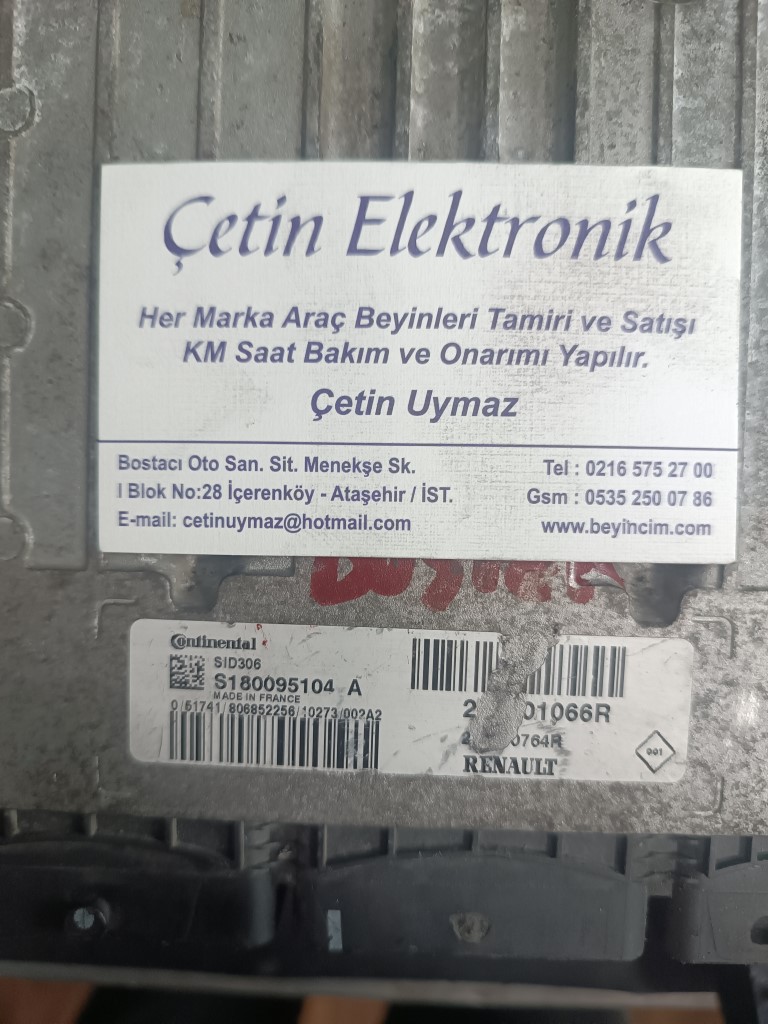 Çetin Elektronik
Her Marka Araç Beyinleri Tamiri ve Satışı
KM Saat Bakım ve Onarımı Yapılır.
Çetin Uymaz
Bostacı Oto San. Sit. Menekşe Sk.
I Blok No:28 İçerenköy - Ataşehir / İST.
E-mail: cetinuymaz@hotmail.com
Tel : 0216 575 27 00
Gsm : 0535 250 07 86
www.beyincim.com
Continental
SID306
S180095104 A
MADE IN FRANCE
0/51741/806852256/10273/002A2
01066R
0764R
RENAULT
001